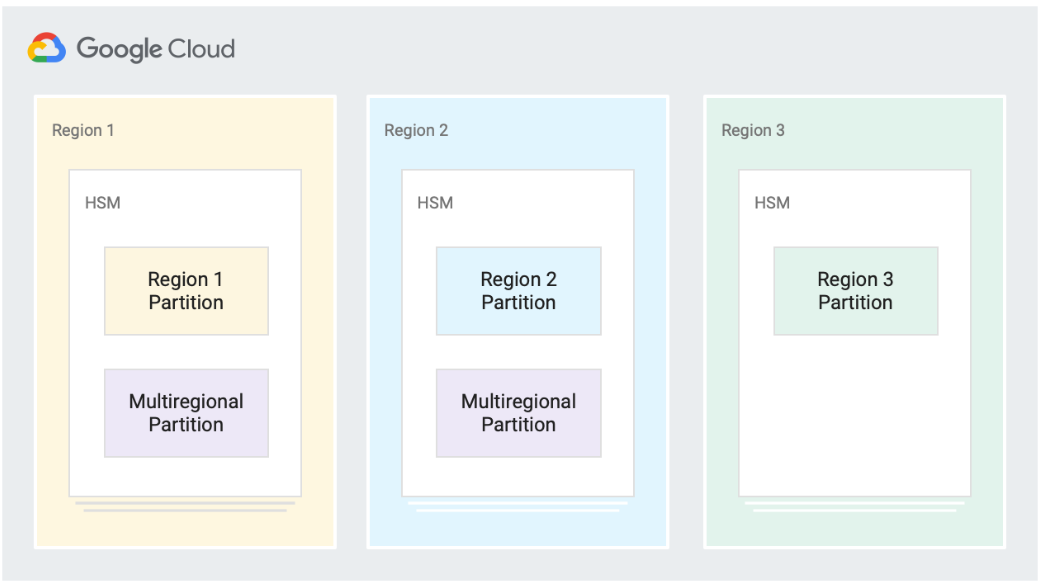 Google Cloud
Region 1
HSM
Region 1
Partition
Multiregional
Partition
Region 2
HSM
Region 2
Partition
Multiregional
Partition
Region 3
HSM
Region 3
Partition